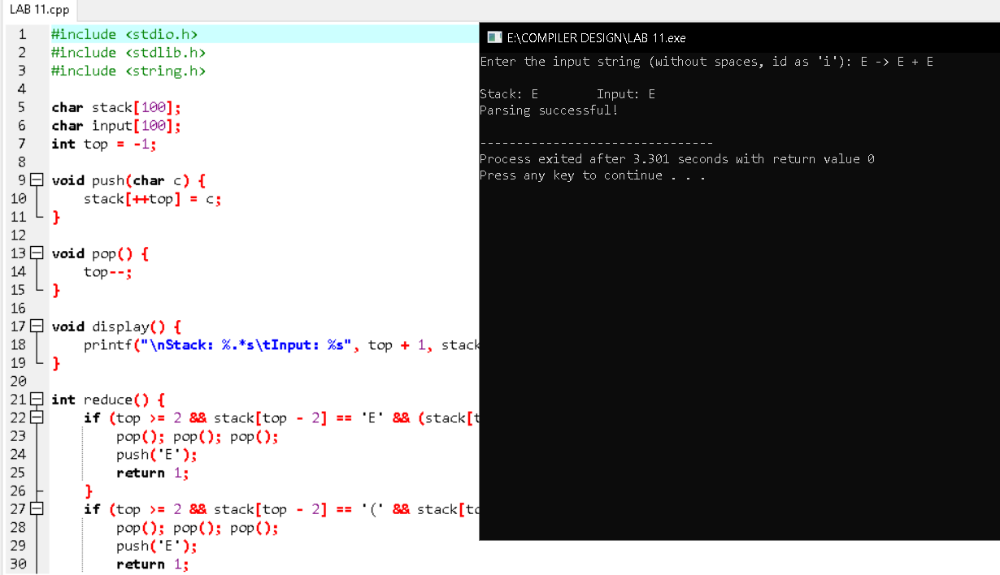 LAB 11.cpp
1 #include <stdio.h>
2 #include <stdlib.h>
3 #include <string.h>
4
5 char stack[100];
6 char input[100];
7 int top = -1;
8
9 void push(char c) {
10 stack[++top] = c;
11 }
12
13 void pop() {
14 top--;
15 }
16
17 void display() {
18 printf("\nStack: %.*s\tInput: %s", top + 1, stack
19 }
20
21 int reduce() {
22 if (top >= 2 && stack[top - 2] == 'E' && (stack[t
23 pop(); pop(); pop();
24 push('E');
25 return 1;
26 }
27 if (top >= 2 && stack[top - 2] == '(' && stack[to
28 pop(); pop(); pop();
29 push('E');
30 return 1;
E:\COMPILER DESIGN\LAB 11.exe
Enter the input string (without spaces, id as 'i'): E -> E + E
Stack: E Input: E
Parsing successful!
--------------------------------
Process exited after 3.301 seconds with return value 0
Press any key to continue . . .